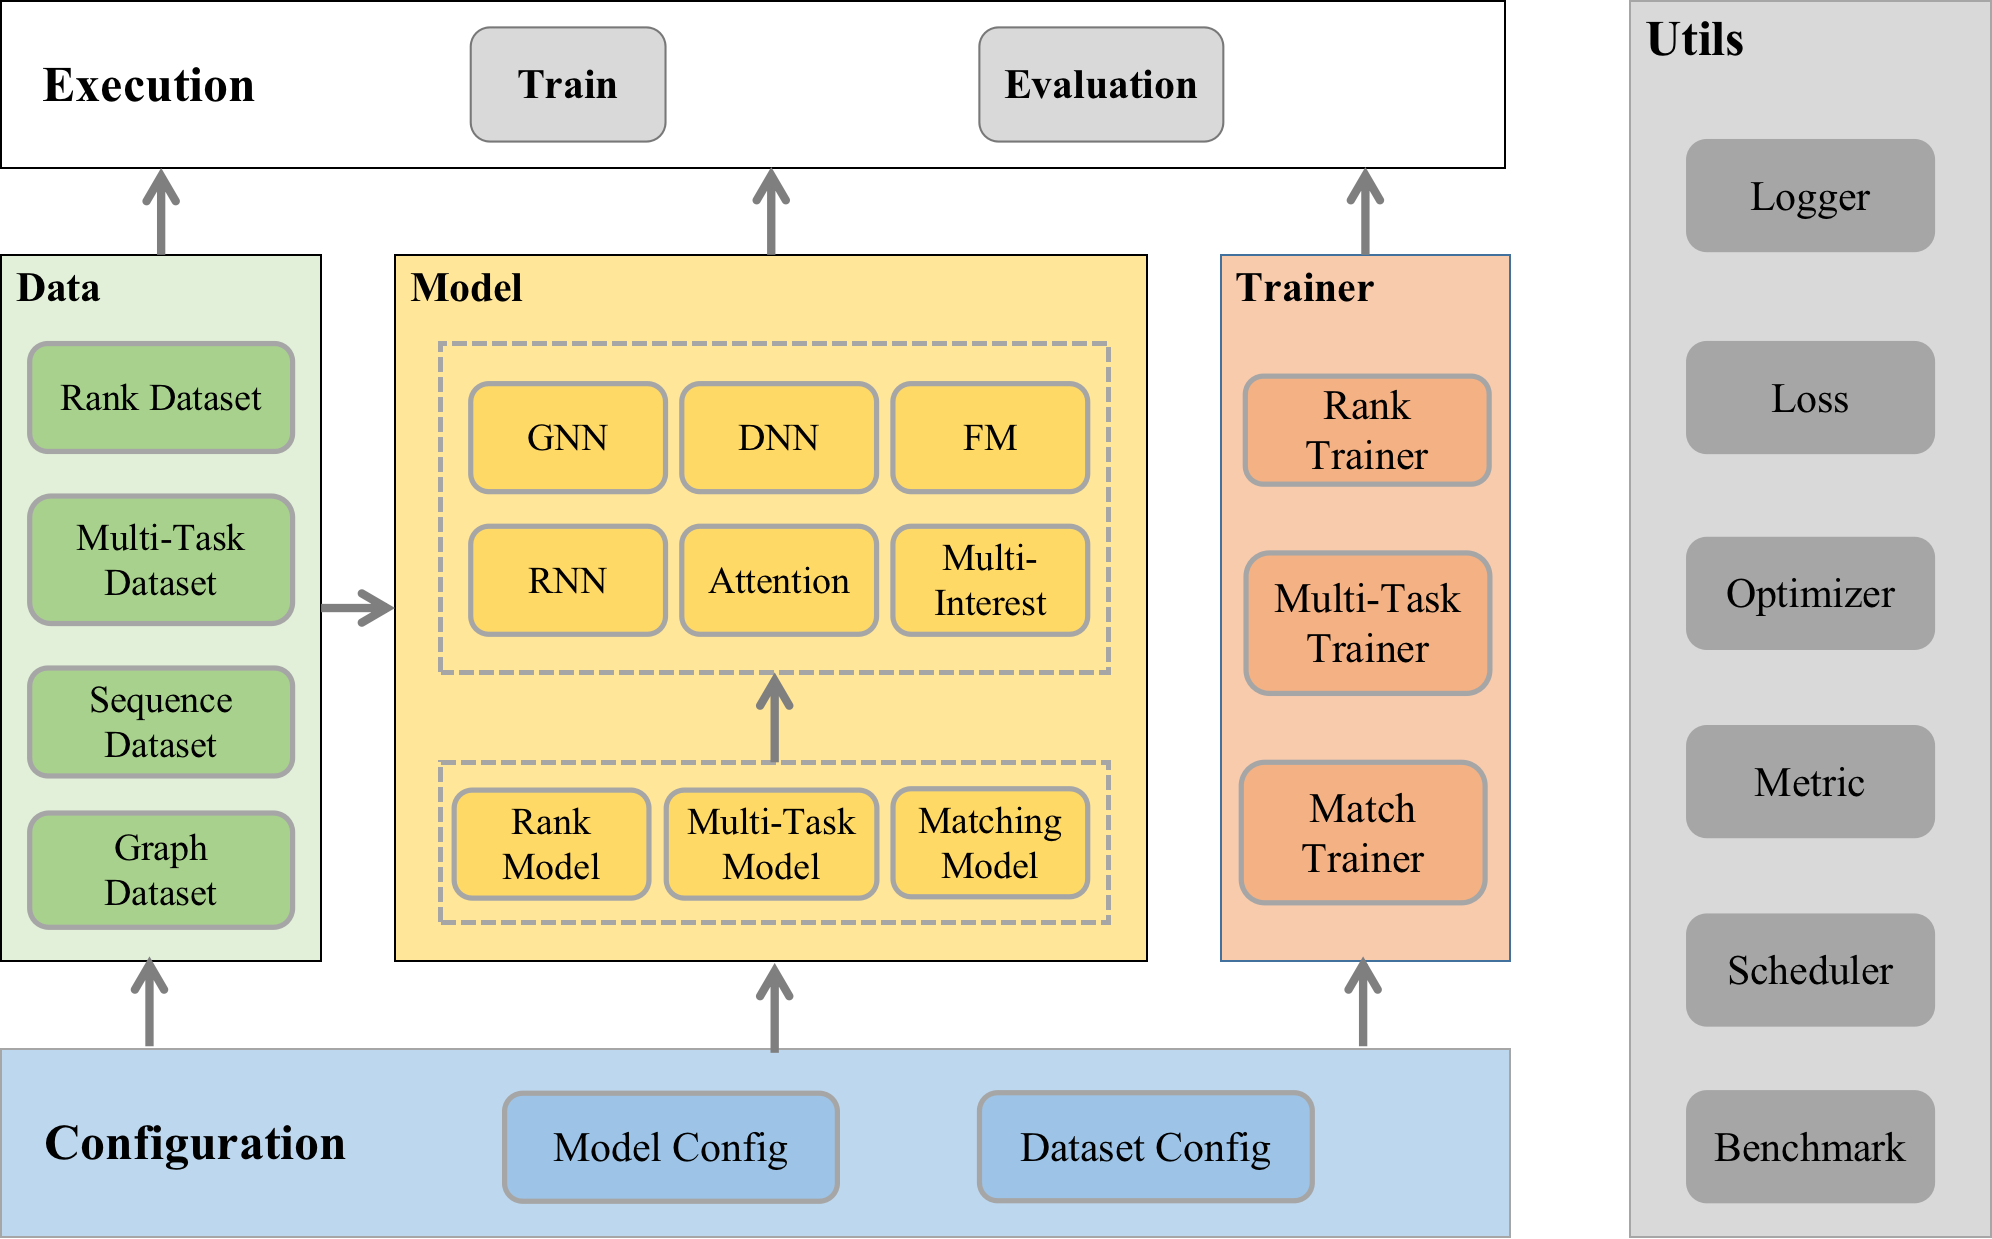 Execution
Train
Evaluation
Data
Rank Dataset
Multi-Task
Dataset
Sequence
Dataset
Graph
Dataset
Model
GNN
DNN
FM
RNN
Attention
Multi-
Interest
Rank
Model
Multi-Task
Model
Matching
Model
Trainer
Rank
Trainer
Multi-Task
Trainer
Match
Trainer
Configuration
Model Config
Dataset Config
Utils
Logger
Loss
Optimizer
Metric
Scheduler
Benchmark